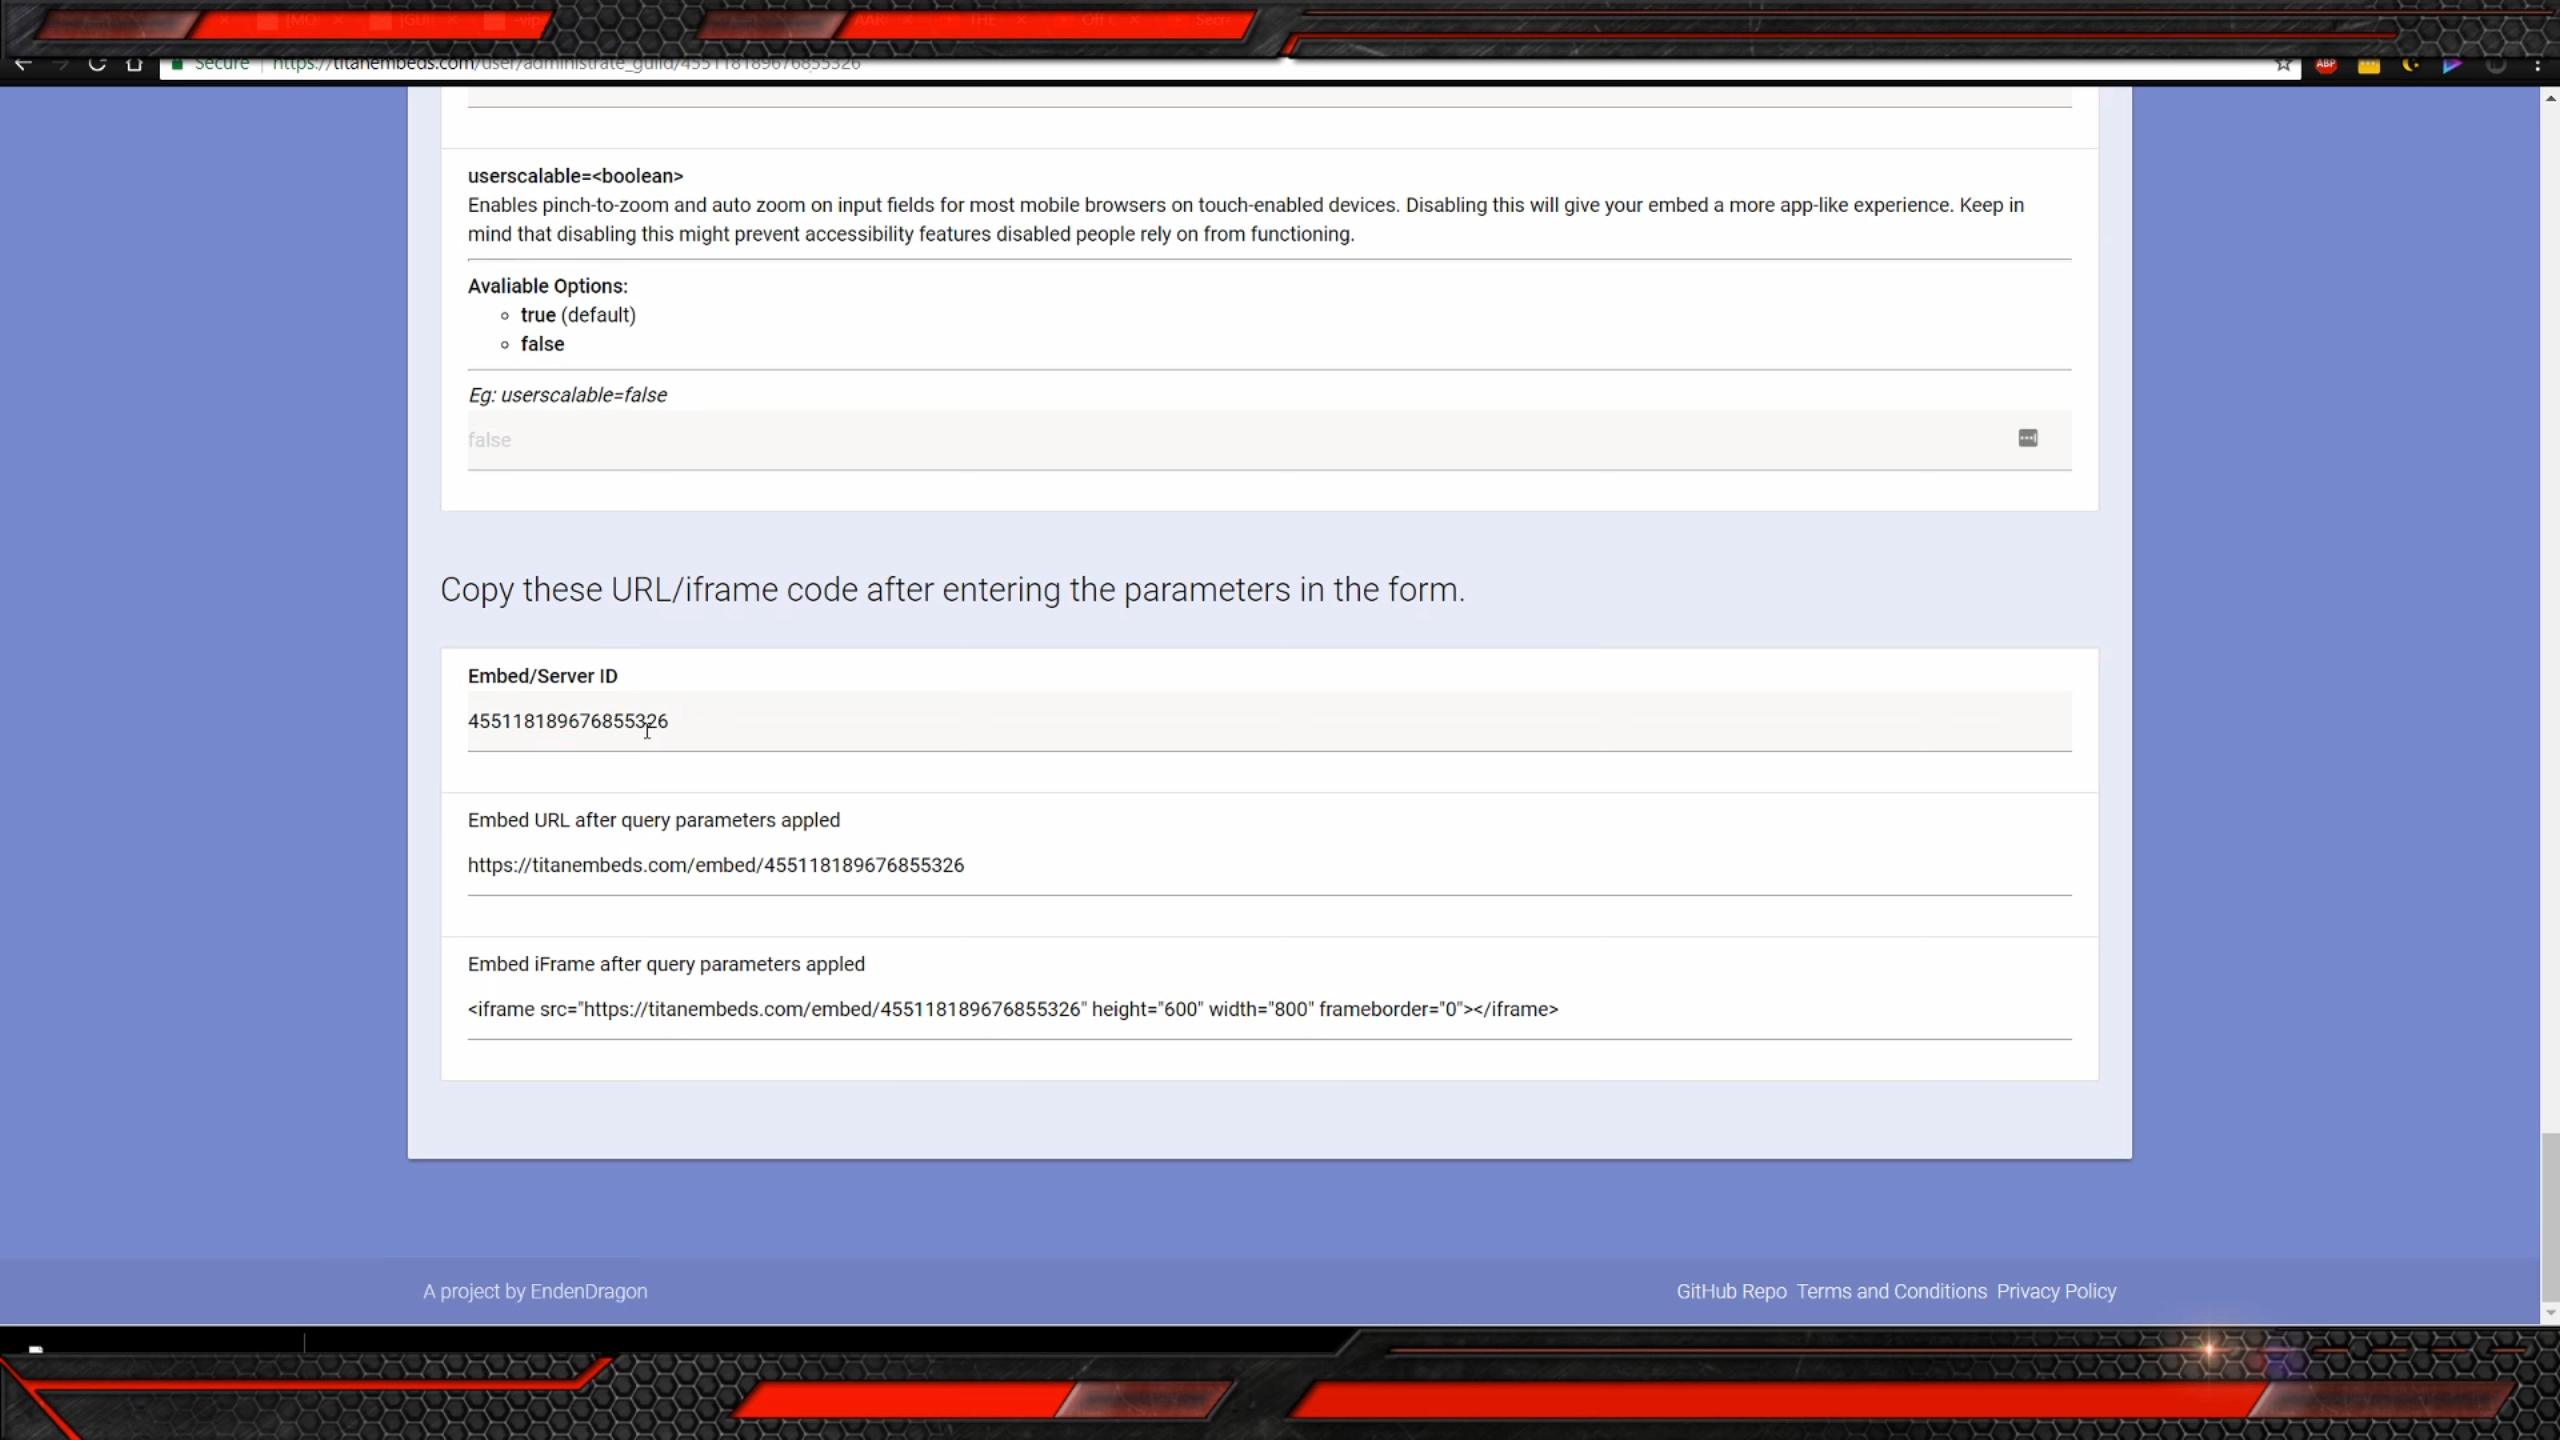 Secure https://titanembeds.com/user/administrate_guild/455118189676855326
ABP
userscalable=<boolean>
Enables pinch-to-zoom and auto zoom on input fields for most mobile browsers on touch-enabled devices. Disabling this will give your embed a more app-like experience. Keep in
mind that disabling this might prevent accessibility features disabled people rely on from functioning.
Avaliable Options:
true (default)
false
Eg: userscalable=false
false
Copy these URL/iframe code after entering the parameters in the form.
Embed/Server ID
455118189676855326
Embed URL after query parameters appled
https://titanembeds.com/embed/455118189676855326
Embed iFrame after query parameters appled
<iframe src="https://titanembeds.com/embed/455118189676855326" height="600" width="800" frameborder="0"></iframe>
A project by EndenDragon
GitHub Repo Terms and Conditions Privacy Policy